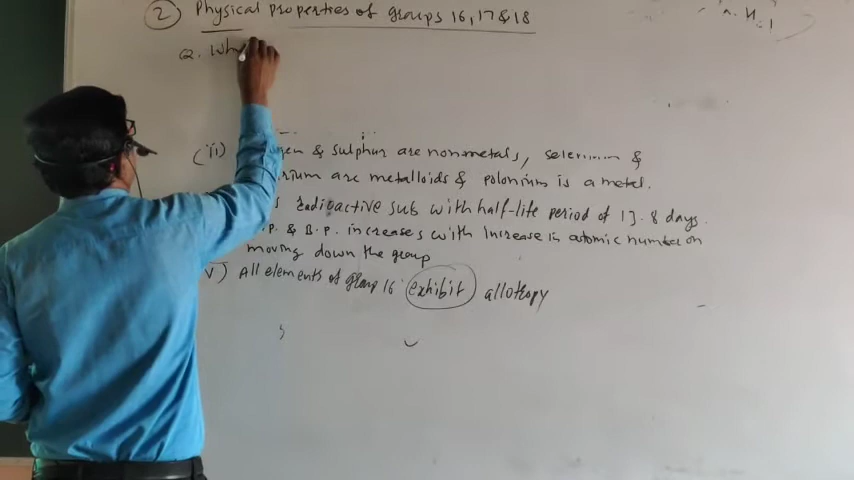 2 Physical properties of groups 16, 17 & 18
Q. Why
(ii) & Sulphur are nonmetals, selenium &
are metalloids & polonium is a metal.
radioactive sub with half-life period of 13.8 days.
.P. & B.P. increases with increase in atomic number on
moving down the group
V) All elements of group 16 exhibit allotropy